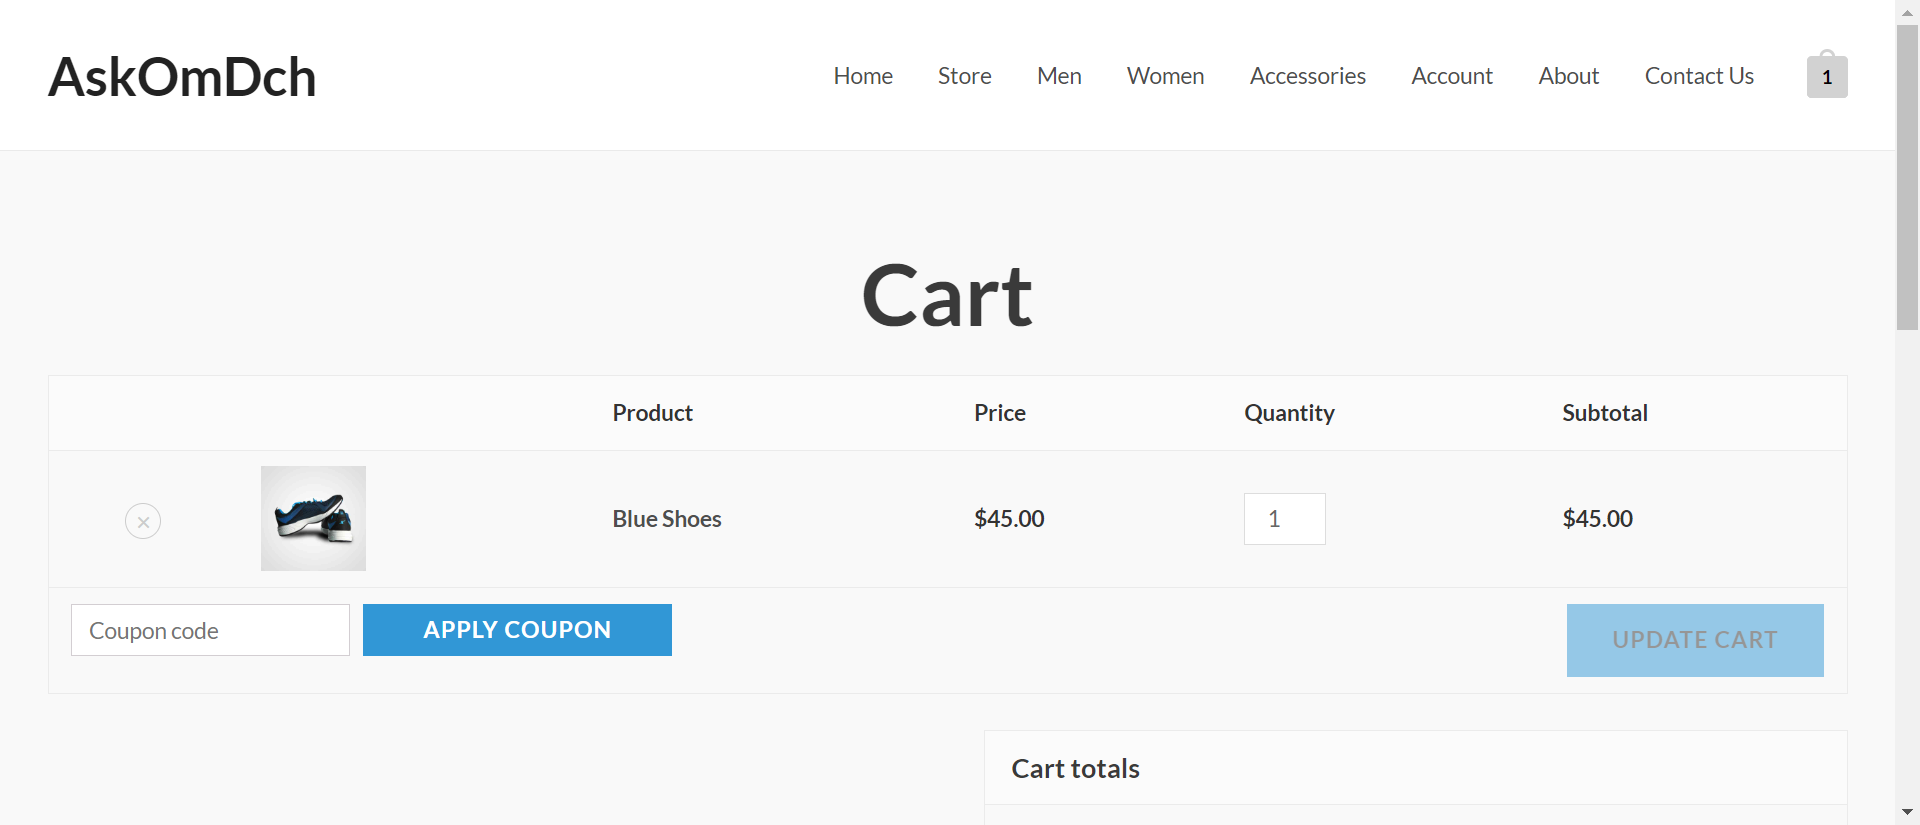 AskOmDch
Home Store Men Women Accessories Account About Contact Us 1
Cart
Product Price Quantity Subtotal
× Blue Shoes $45.00 1 $45.00
Coupon code APPLY COUPON UPDATE CART
Cart totals